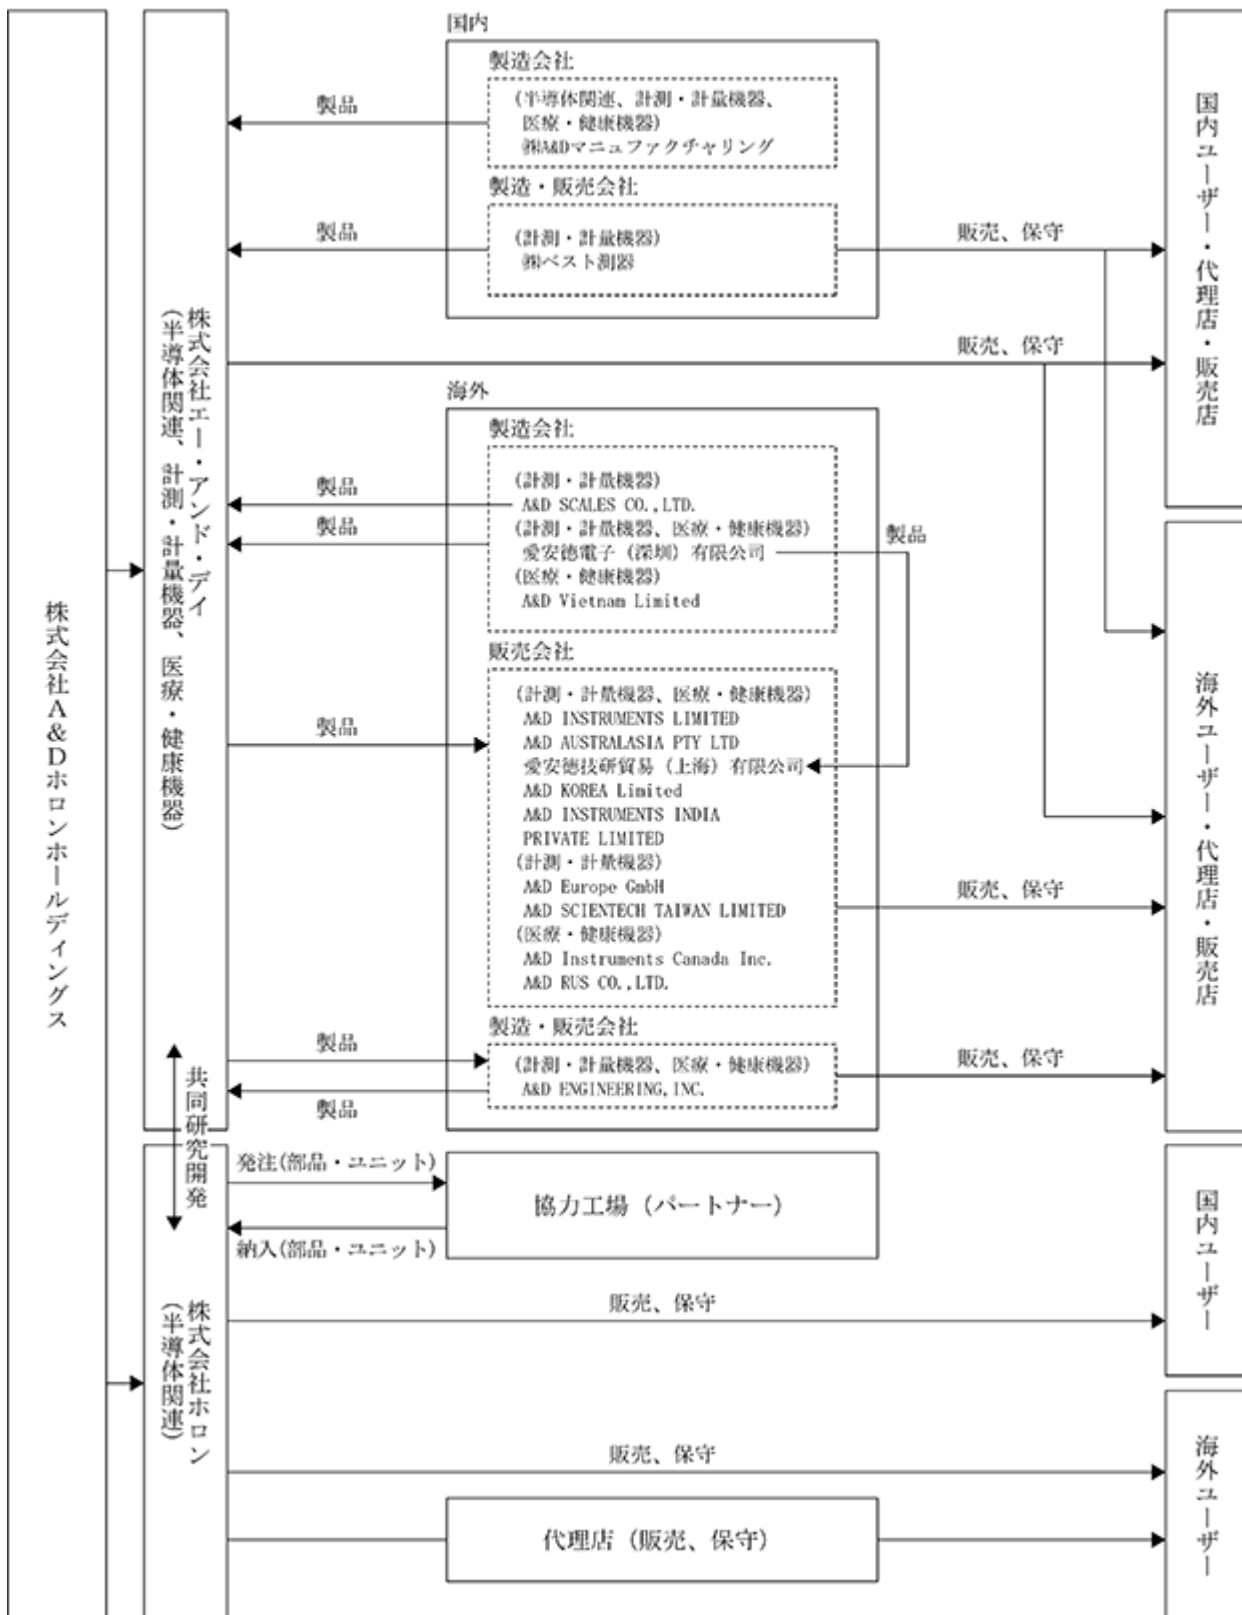 株式会社A&Dホロンホールディングス
株式会社エー・アンド・デイ
(半導体関連、計測・計量機器、医療・健康機器)
国内
製造会社
(半導体関連、計測・計量機器、
医療・健康機器)
㈱A&Dマニュファクチャリング
製品
製造・販売会社
(計測・計量機器)
㈱ベスト測器
製品
販売、保守
販売、保守
国内ユーザー・代理店・販売店
海外
製造会社
(計測・計量機器)
A&D SCALES CO.,LTD.
(計測・計量機器、医療・健康機器)
愛安徳電子（深圳）有限公司
(医療・健康機器)
A&D Vietnam Limited
製品
製品
製品
販売会社
(計測・計量機器、医療・健康機器)
A&D INSTRUMENTS LIMITED
A&D AUSTRALASIA PTY LTD
愛安徳技研貿易（上海）有限公司
A&D KOREA Limited
A&D INSTRUMENTS INDIA
PRIVATE LIMITED
(計測・計量機器)
A&D Europe GmbH
A&D SCIENTECH TAIWAN LIMITED
(医療・健康機器)
A&D Instruments Canada Inc.
A&D RUS CO.,LTD.
製品
販売、保守
製造・販売会社
(計測・計量機器、医療・健康機器)
A&D ENGINEERING,INC.
製品
製品
販売、保守
海外ユーザー・代理店・販売店
共同研究開発
株式会社ホロン
(半導体関連)
発注(部品・ユニット)
納入(部品・ユニット)
協力工場（パートナー）
販売、保守
国内ユーザー
販売、保守
代理店（販売、保守）
海外ユーザー